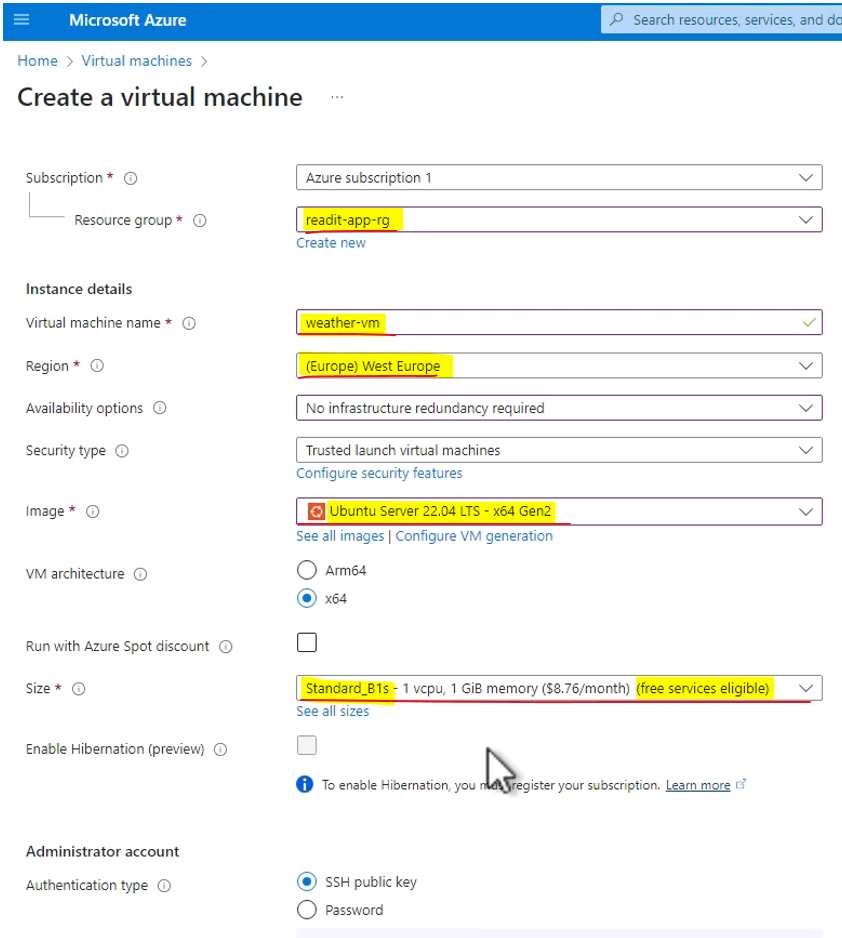 Microsoft Azure
Search resources, services, and do
Home > Virtual machines >
Create a virtual machine ...
Subscription *
Azure subscription 1
Resource group *
readit-app-rg
Create new
Instance details
Virtual machine name *
weather-vm
Region *
(Europe) West Europe
Availability options
No infrastructure redundancy required
Security type
Trusted launch virtual machines
Configure security features
Image *
Ubuntu Server 22.04 LTS - x64 Gen2
See all images | Configure VM generation
VM architecture
Arm64
x64
Run with Azure Spot discount
Size *
Standard_B1s - 1 vcpu, 1 GiB memory ($8.76/month) (free services eligible)
See all sizes
Enable Hibernation (preview)
To enable Hibernation, you must register your subscription. Learn more
Administrator account
Authentication type
SSH public key
Password